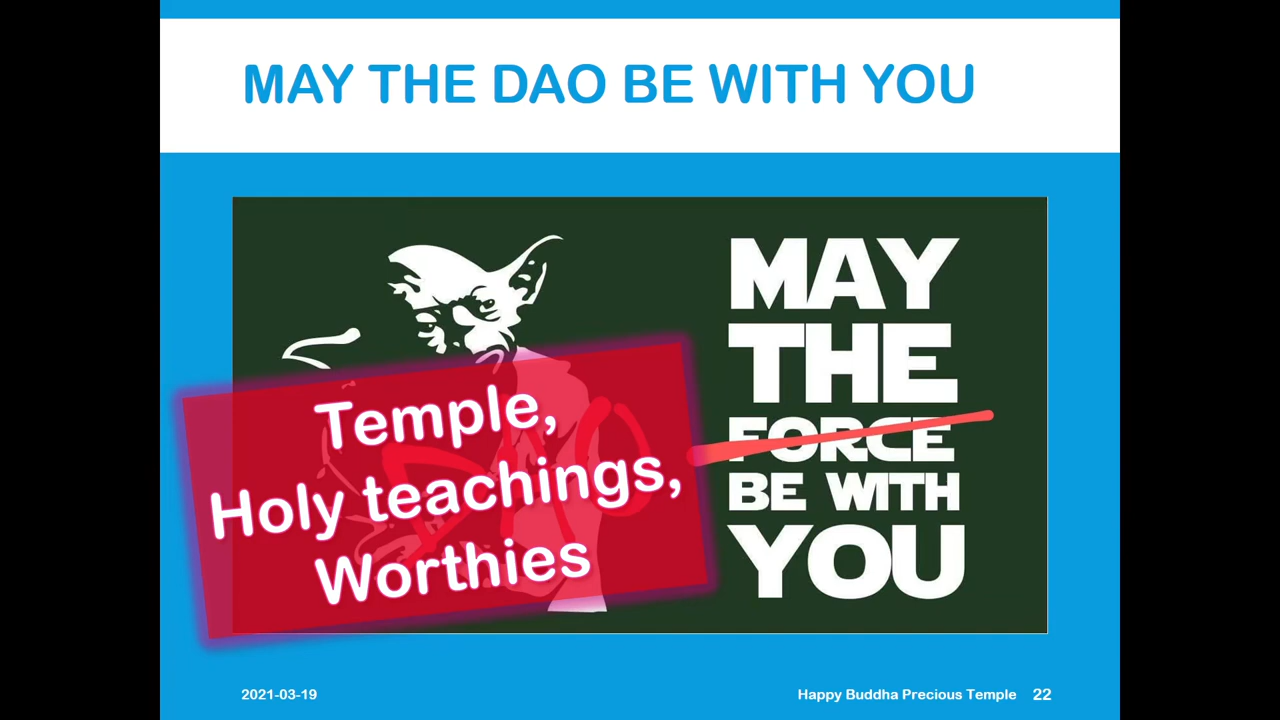 MAY THE DAO BE WITH YOU
MAY
THE
FORCE
BE WITH
YOU
DAO
Temple,
Holy teachings,
Worthies
2021-03-19
Happy Buddha Precious Temple 22